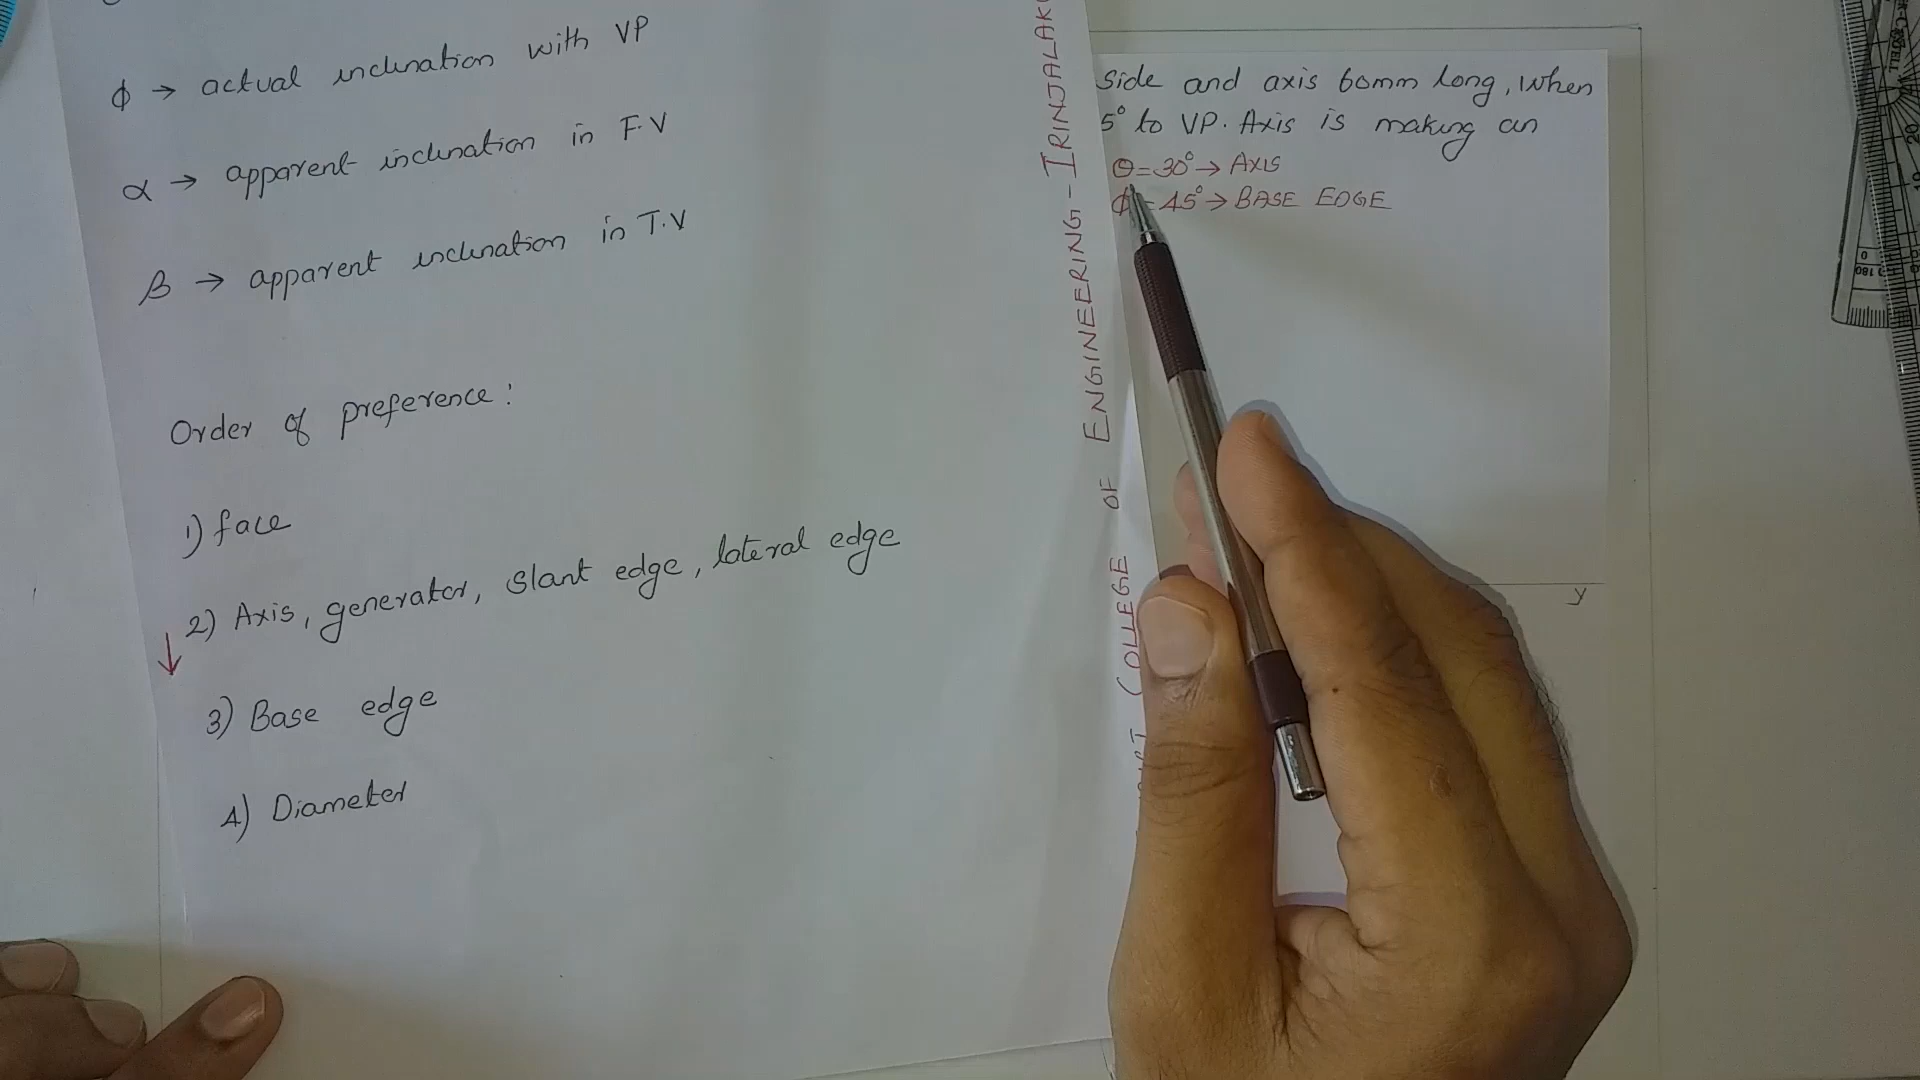 ϕ → actual inclination with VP
α → apparent inclination in F.V
β → apparent inclination in T.V
Order of preference :
1) face
2) Axis, generator, slant edge, lateral edge
3) Base edge
4) Diameter
COLLEGE OF ENGINEERING - IRINJALAK
side and axis 60mm long, when
5° to VP. Axis is making an
θ = 30° → AXIS
ϕ = 45° → BASE EDGE
y